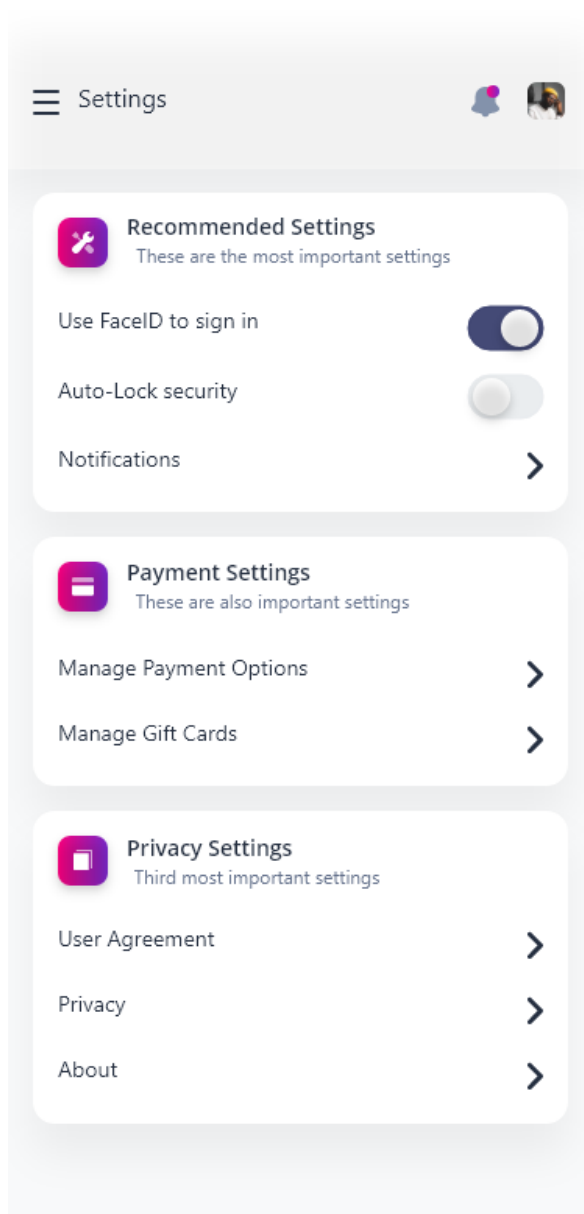 Settings
Recommended Settings
These are the most important settings
Use FaceID to sign in
Auto-Lock security
Notifications
Payment Settings
These are also important settings
Manage Payment Options
Manage Gift Cards
Privacy Settings
Third most important settings
User Agreement
Privacy
About